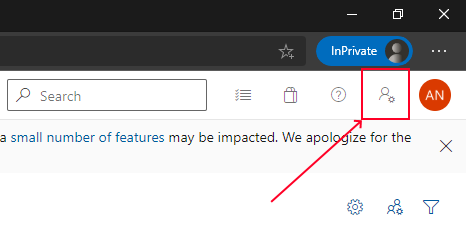 InPrivate
Search
AN
a small number of features may be impacted. We apologize for the